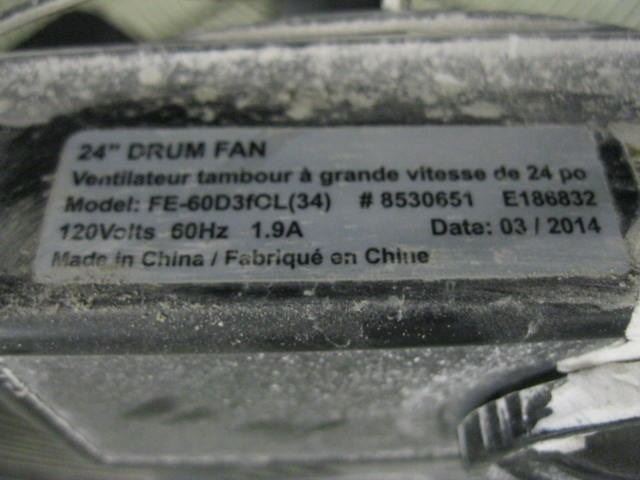 24" DRUM FAN
Ventilateur tambour à grande vitesse de 24 po
Model: FE-60D3fCL(34) # 8530651 E186832
120Volts 60Hz 1.9A Date: 03 / 2014
Made in China / Fabriqué en Chine